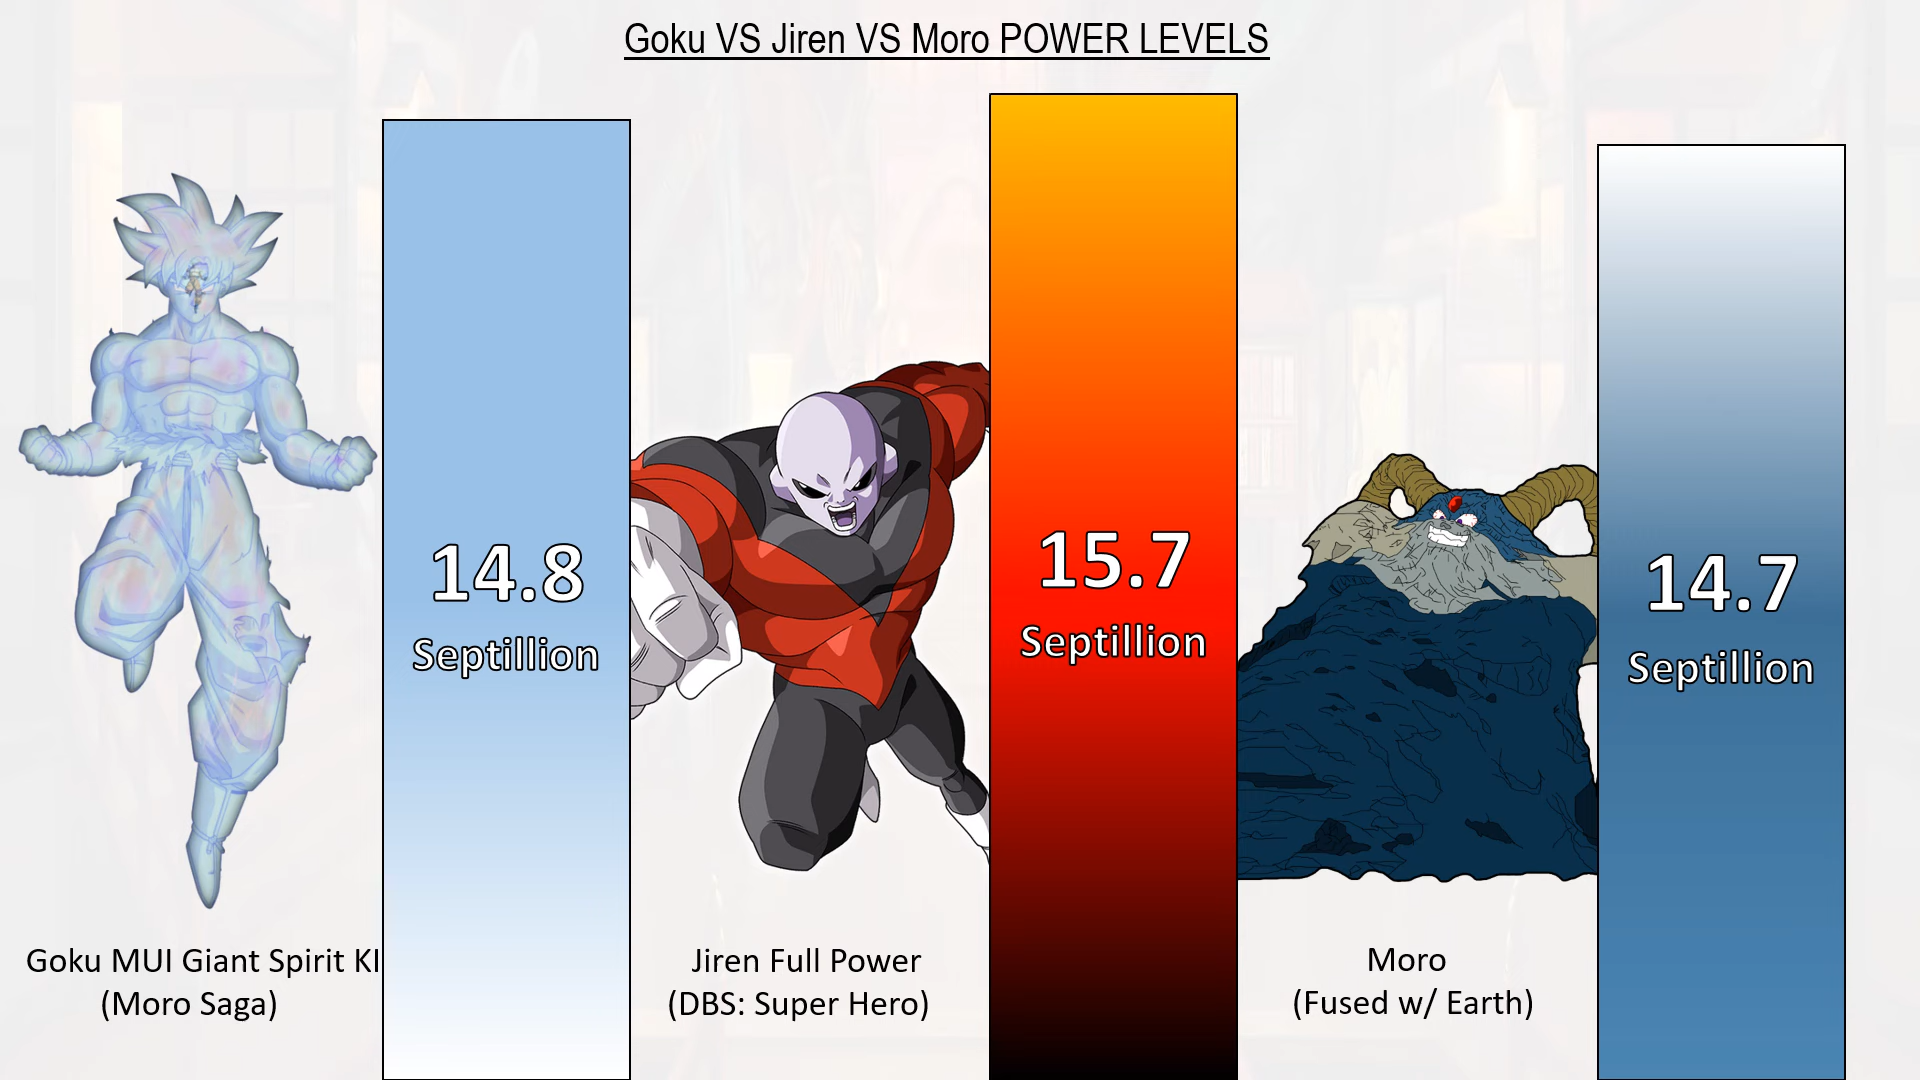 Goku VS Jiren VS Moro POWER LEVELS
14.8
Septillion
15.7
Septillion
14.7
Septillion
Goku MUI Giant Spirit KI
(Moro Saga)
Jiren Full Power
(DBS: Super Hero)
Moro
(Fused w/ Earth)